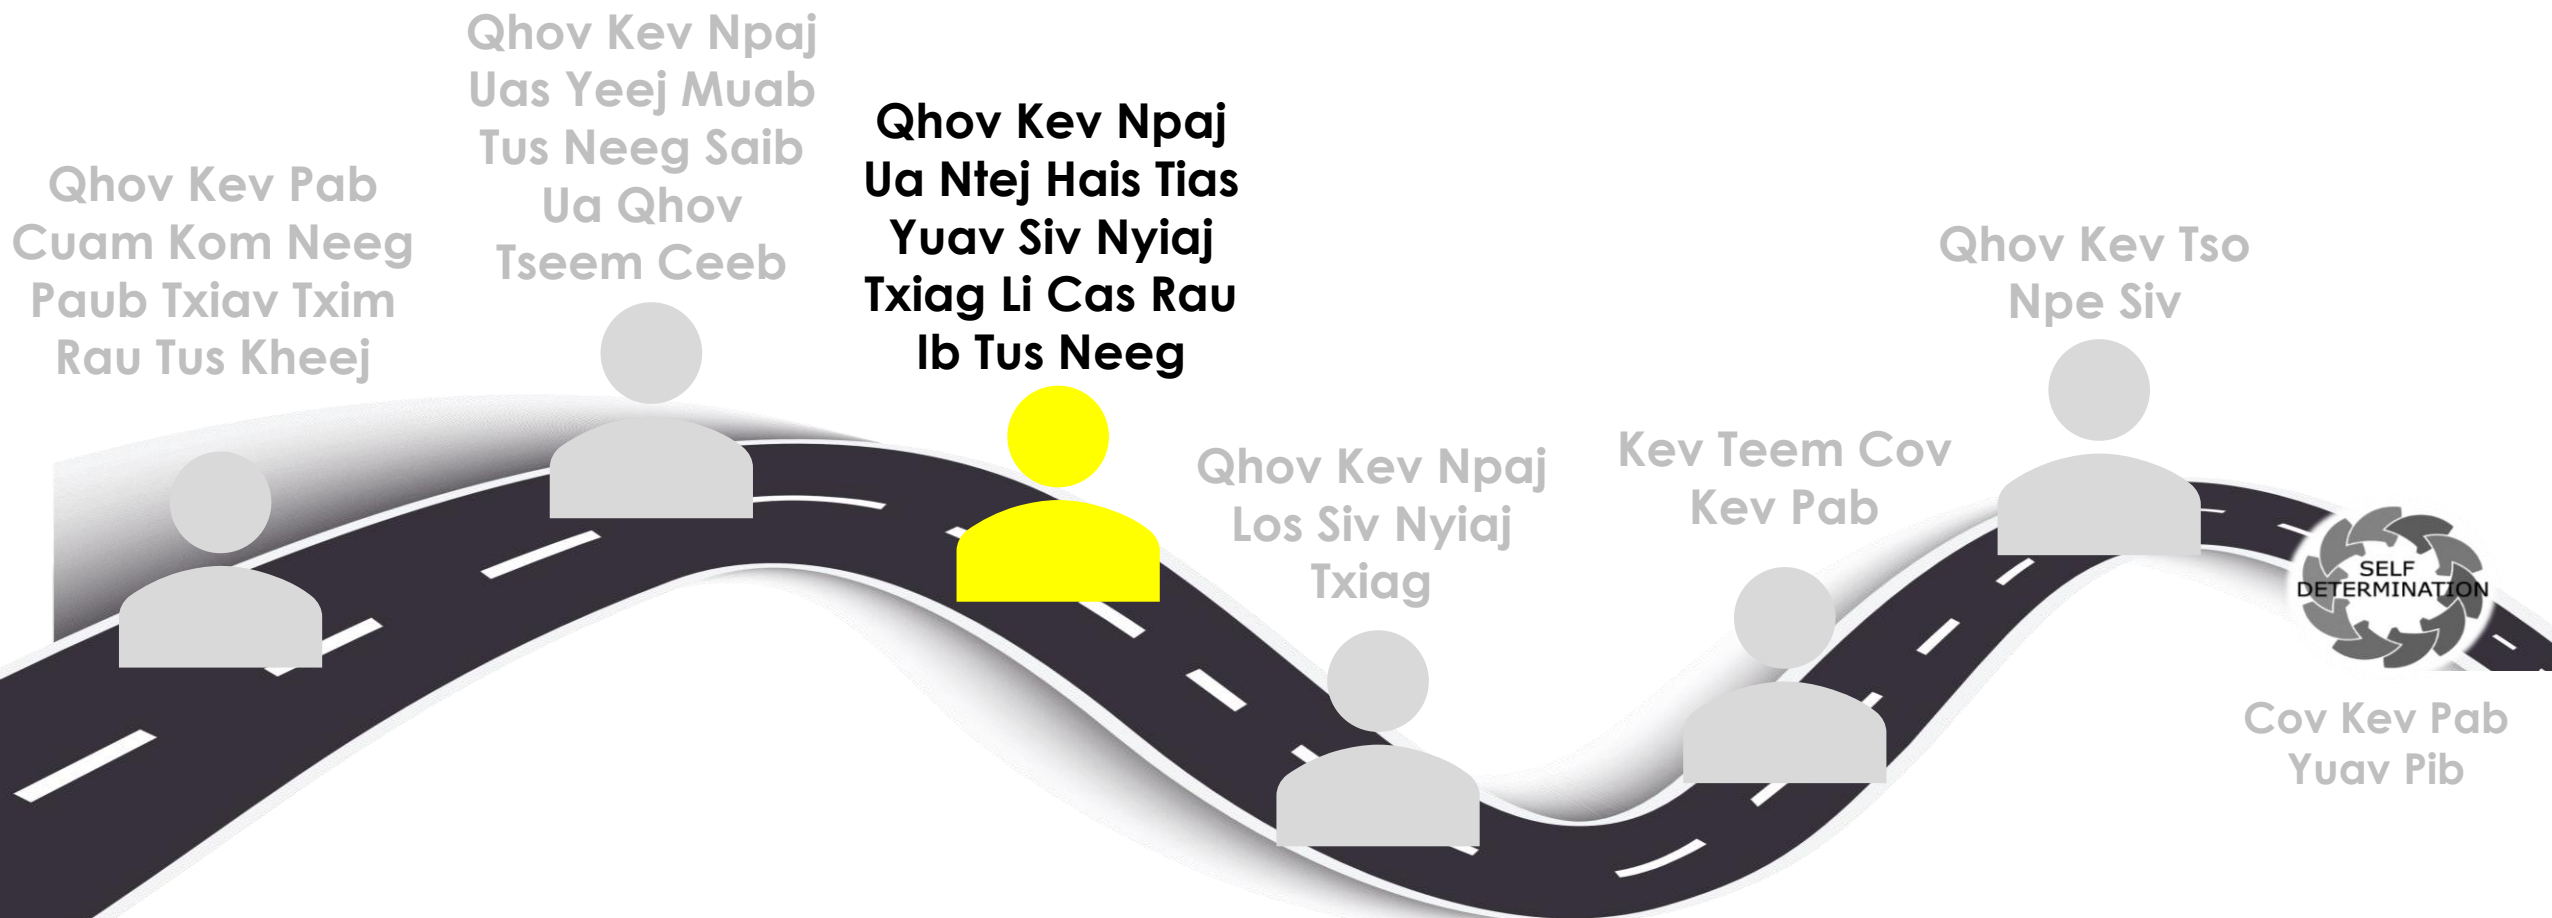 Qhov Kev Pab
Cuam Kom Neeg
Paub Txiav Txim
Rau Tus Kheej
Qhov Kev Npaj
Uas Yeej Muab
Tus Neeg Saib
Ua Qhov
Tseem Ceeb
Qhov Kev Npaj
Ua Ntej Hais Tias
Yuav Siv Nyiaj
Txiag Li Cas Rau
Ib Tus Neeg
Qhov Kev Npaj
Los Siv Nyiaj
Txiag
Kev Teem Cov
Kev Pab
Qhov Kev Tso
Npe Siv
SELF
DETERMINATION
Cov Kev Pab
Yuav Pib